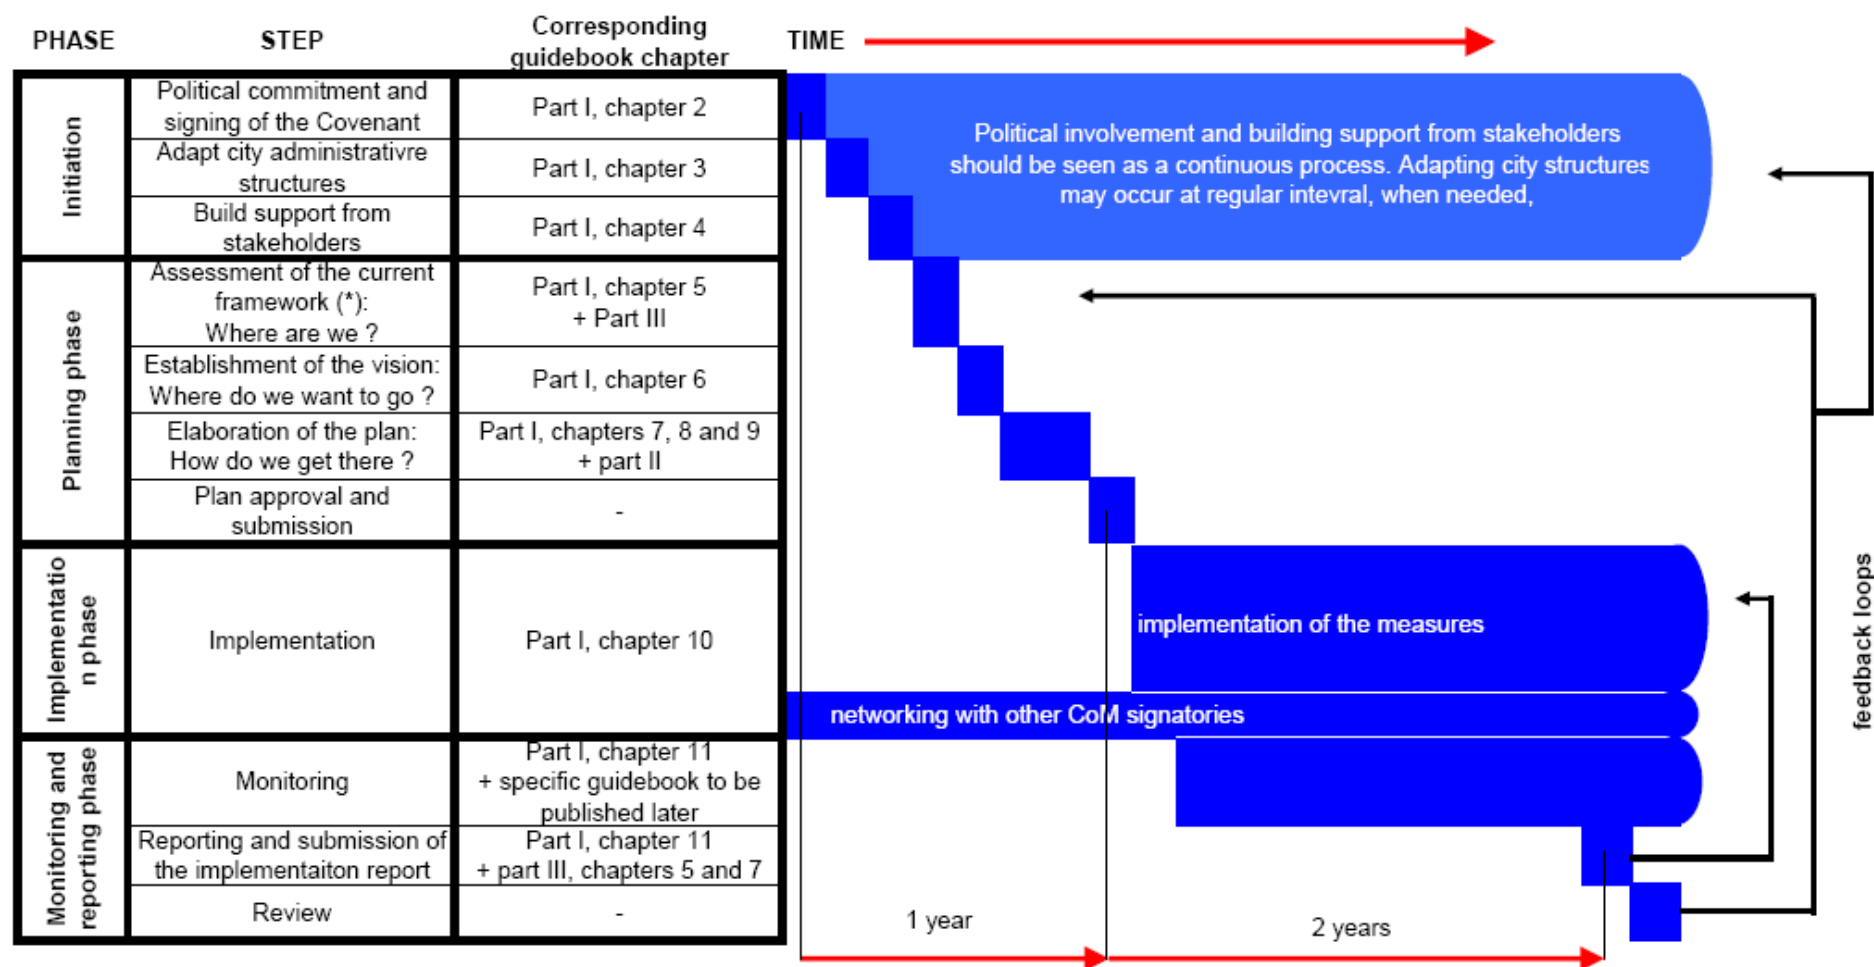 PHASE
STEP
Corresponding
guidebook chapter
TIME
Initiation
Political commitment and
signing of the Covenant
Part I, chapter 2
Adapt city administrativre
structures
Part I, chapter 3
Build support from
stakeholders
Part I, chapter 4
Political involvement and building support from stakeholders
should be seen as a continuous process. Adapting city structures
may occur at regular intevral, when needed,
Planning phase
Assessment of the current
framework (*):
Where are we ?
Part I, chapter 5
+ Part III
Establishment of the vision:
Where do we want to go ?
Part I, chapter 6
Elaboration of the plan:
How do we get there ?
Part I, chapters 7, 8 and 9
+ part II
Plan approval and
submission
-
Implementatio
n phase
Implementation
Part I, chapter 10
implementation of the measures
networking with other CoM signatories
Monitoring and
reporting phase
Monitoring
Part I, chapter 11
+ specific guidebook to be
published later
Reporting and submission of
the implementaiton report
Part I, chapter 11
+ part III, chapters 5 and 7
Review
-
1 year
2 years
feedback loops